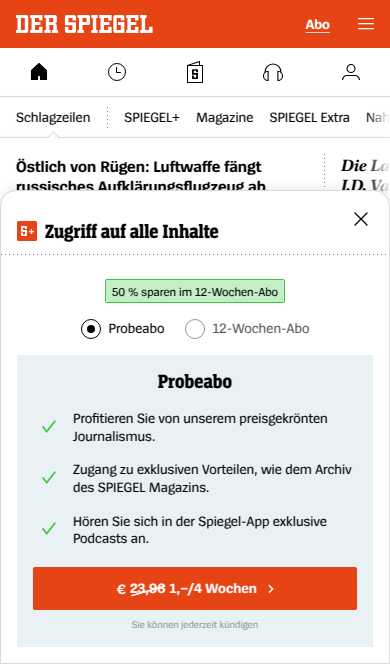 DER SPIEGEL
Abo
Schlagzeilen
SPIEGEL+
Magazine
SPIEGEL Extra
Östlich von Rügen: Luftwaffe fängt
russisches Aufklärungsflugzeug ab
Die
J.D.
S+ Zugriff auf alle Inhalte
50 % sparen im 12-Wochen-Abo
Probeabo
12-Wochen-Abo
Probeabo
Profitieren Sie von unserem preisgekrönten
Journalismus.
Zugang zu exklusiven Vorteilen, wie dem Archiv
des SPIEGEL Magazins.
Hören Sie sich in der Spiegel-App exklusive
Podcasts an.
€ 23,96 1,–/4 Wochen
Sie können jederzeit kündigen